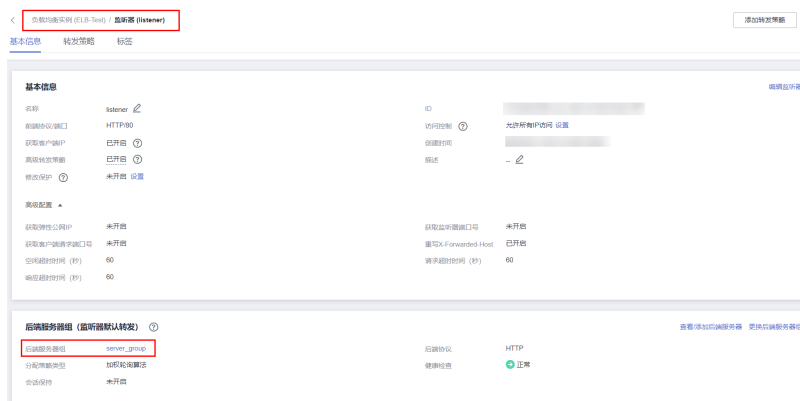 负载均衡实例 (ELB-Test) / 监听器 (listener)
添加转发策略
基本信息 转发策略 标签
基本信息 编辑监听器
名称 listener ID
前端协议/端口 HTTP/80 访问控制 允许所有IP访问 设置
获取客户端IP 已开启 创建时间
高级转发策略 已开启 描述 --
修改保护 未开启 设置
高级配置
获取弹性公网IP 未开启 获取监听器端口号 未开启
获取客户端请求端口号 未开启 重写X-Forwarded-Host 已开启
空闲超时时间 (秒) 60 请求超时时间 (秒) 60
响应超时时间 (秒) 60
后端服务器组 (监听器默认转发) 查看/添加后端服务器 更换后端服务器组
后端服务器组 server_group 后端协议 HTTP
分配策略类型 加权轮询算法 健康检查 正常
会话保持 未开启